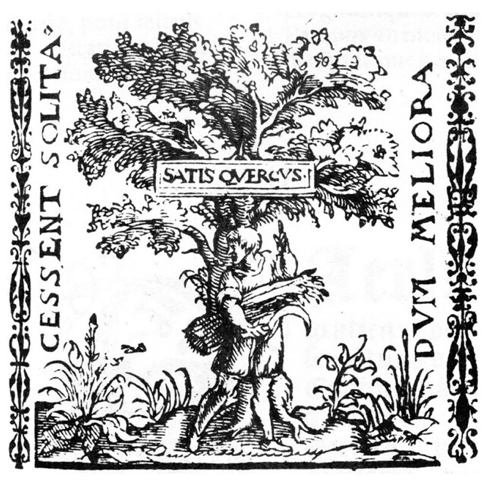 CESSENT SOLITA
SATIS QVERCVS
DVM MELIORA